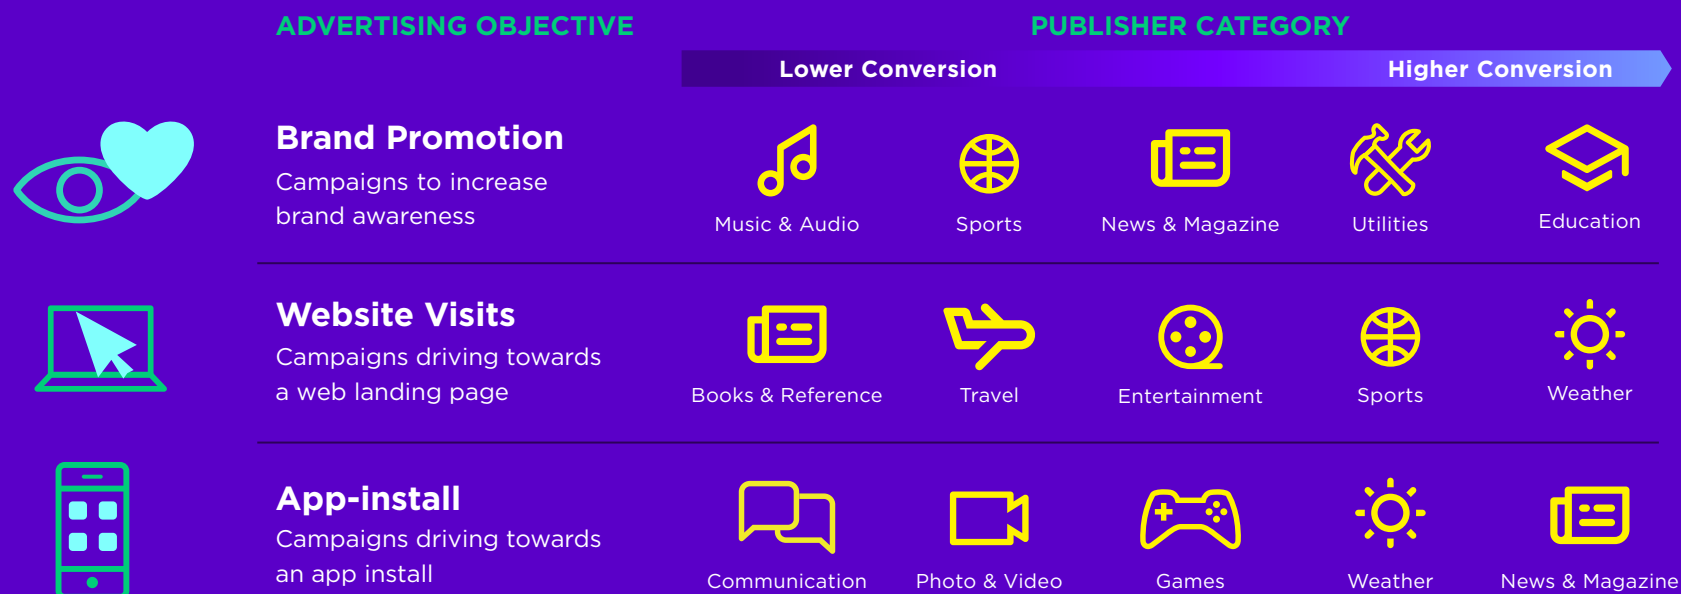 ADVERTISING OBJECTIVE
PUBLISHER CATEGORY
Lower Conversion
Higher Conversion
Brand Promotion
Campaigns to increase
brand awareness
Music & Audio
Sports
News & Magazine
Utilities
Education
Website Visits
Campaigns driving towards
a web landing page
Books & Reference
Travel
Entertainment
Sports
Weather
App-install
Campaigns driving towards
an app install
Communication
Photo & Video
Games
Weather
News & Magazine